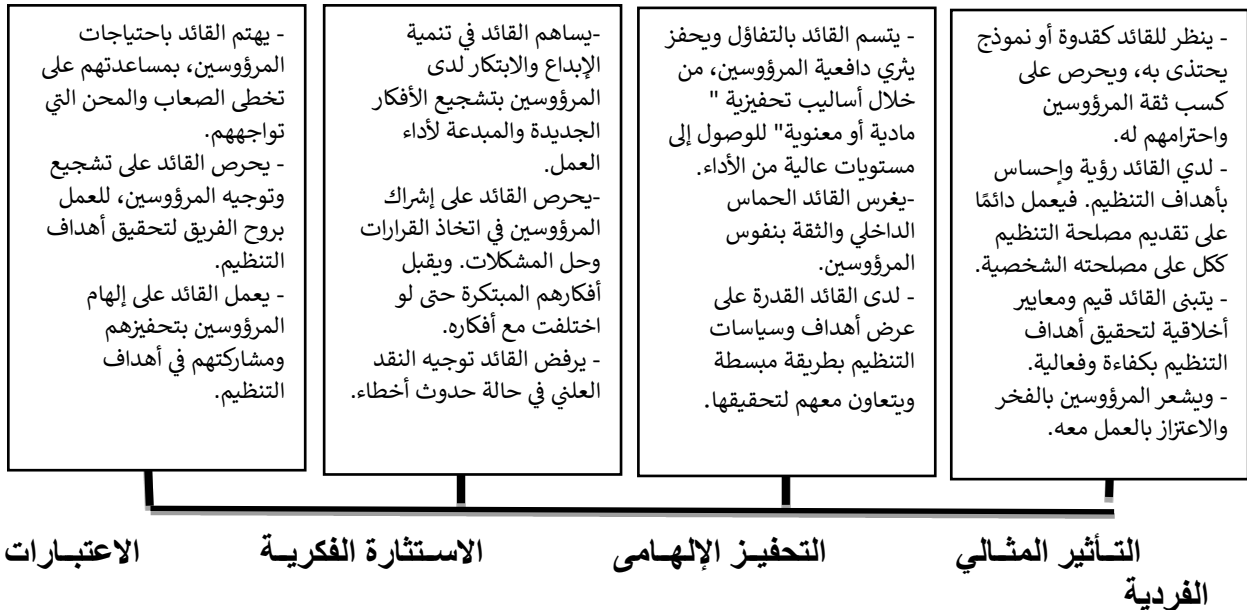 - ينظر للقائد كقدوة أو نموذج
يحتذى به، ويحرص على
كسب ثقة المرؤوسين
واحترامهم له.
- لدي القائد رؤية وإحساس
بأهداف التنظيم. فيعمل دائمًا
على تقديم مصلحة التنظيم
ككل على مصلحته الشخصية.
- يتبنى القائد قيم ومعايير
أخلاقية لتحقيق أهداف
التنظيم بكفاءة وفعالية.
- ويشعر المرؤوسين بالفخر
والاعتزاز بالعمل معه.
- يتسم القائد بالتفاؤل ويحفز
يثري دافعية المرؤوسين، من
خلال أساليب تحفيزية "
مادية أو معنوية" للوصول إلى
مستويات عالية من الأداء.
-يغرس القائد الحماس
الداخلي والثقة بنفوس
المرؤوسين.
- لدى القائد القدرة على
عرض أهداف وسياسات
التنظيم بطريقة مبسطة
ويتعاون معهم لتحقيقها.
-يساهم القائد في تنمية
الإبداع والابتكار لدى
المرؤوسين بتشجيع الأفكار
الجديدة والمبدعة لأداء
العمل.
-يحرص القائد على إشراك
المرؤوسين في اتخاذ القرارات
وحل المشكلات. ويقبل
أفكارهم المبتكرة حتى لو
اختلفت مع أفكاره.
- يرفض القائد توجيه النقد
العلني في حالة حدوث أخطاء.
- يهتم القائد باحتياجات
المرؤوسين، بمساعدتهم على
تخطى الصعاب والمحن التي
تواجههم.
- يحرص القائد على تشجيع
وتوجيه المرؤوسين، للعمل
بروح الفريق لتحقيق أهداف
التنظيم.
- يعمل القائد على إلهام
المرؤوسين بتحفيزهم
ومشاركتهم في أهداف
التنظيم.
التـأثير المثـالي التحفيـز الإلهـامى الاسـتثارة الفكريـة الاعتبـارات
الفردية